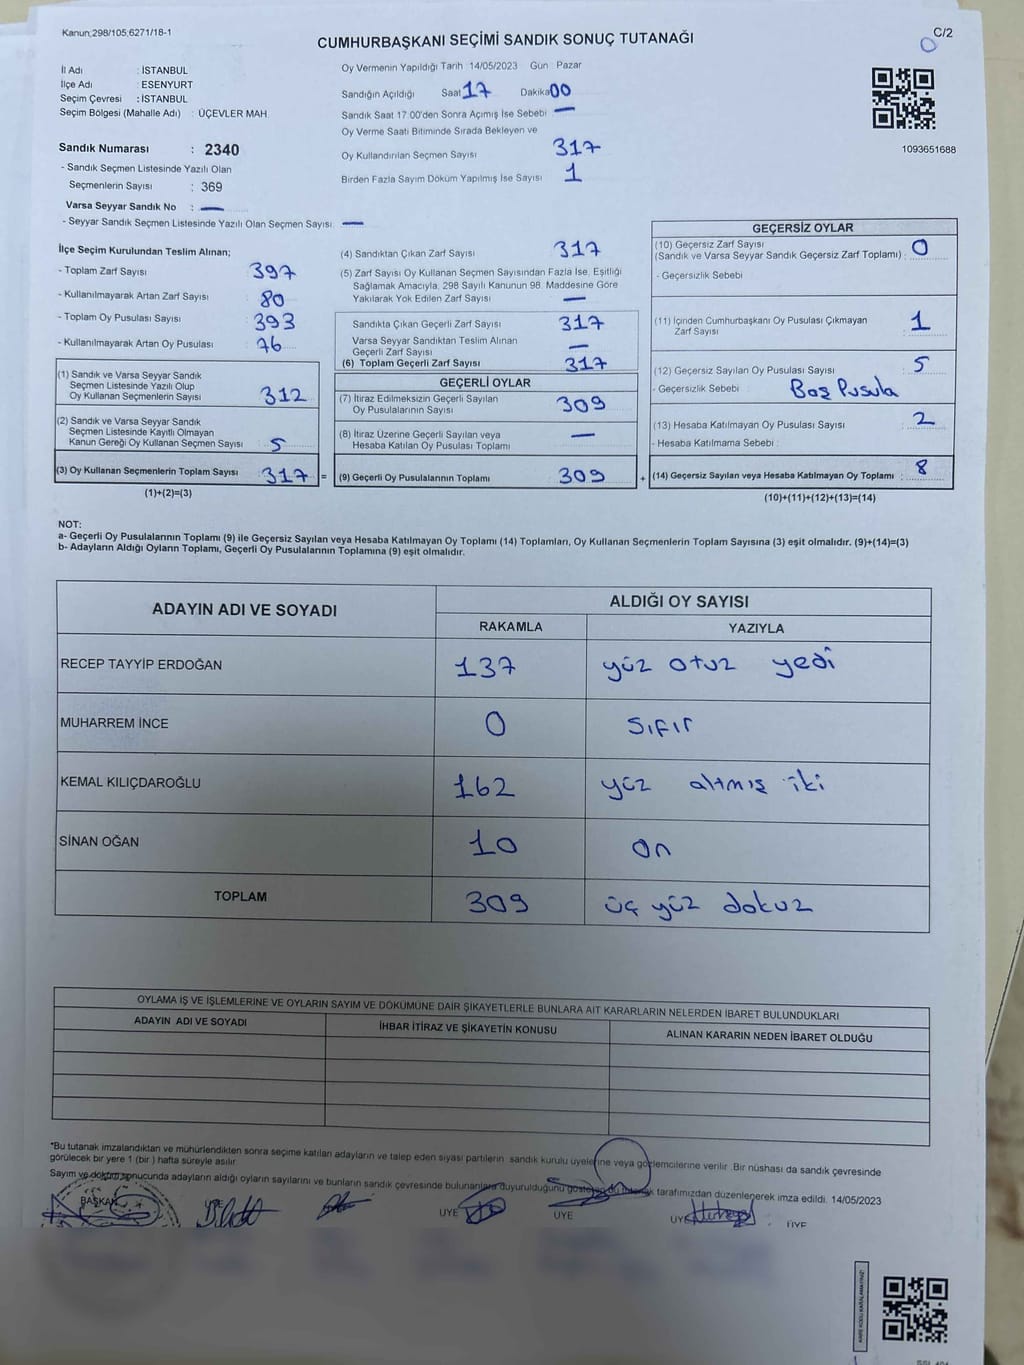 Kanun;298/105,6271/18-1
C/2
CUMHURBAŞKANI SEÇİMİ SANDIK SONUÇ TUTANAĞI
İl Adı : İSTANBUL
İlçe Adı : ESENYURT
Seçim Çevresi : İSTANBUL
Seçim Bölgesi (Mahalle Adı) : ÜÇEVLER MAH.
Sandık Numarası : 2340
- Sandık Seçmen Listesinde Yazılı Olan
Seçmenlerin Sayısı : 369
Varsa Seyyar Sandık No : —
- Seyyar Sandık Seçmen Listesinde Yazılı Olan Seçmen Sayısı: —
Oy Vermenin Yapıldığı Tarih 14/05/2023 Gün Pazar
Sandığın Açıldığı Saat 17 Dakika 00
Sandık Saat 17:00'den Sonra Açımış İse Sebebi —
Oy Verme Saati Bitiminde Sırada Bekleyen ve
Oy Kullandırılan Seçmen Sayısı 317
Birden Fazla Sayım Döküm Yapılmış İse Sayısı 1
1093651688
İlçe Seçim Kurulundan Teslim Alınan;
- Toplam Zarf Sayısı 397
- Kullanılmayarak Artan Zarf Sayısı 80
- Toplam Oy Pusulası Sayısı 393
- Kullanılmayarak Artan Oy Pusulası 76
(1) Sandık ve Varsa Seyyar Sandık
Seçmen Listesinde Yazılı Olup
Oy Kullanan Seçmenlerin Sayısı 312
(2) Sandık ve Varsa Seyyar Sandık
Seçmen Listesinde Kayıtlı Olmayan
Kanun Gereği Oy Kullanan Seçmen Sayısı 5
(3) Oy Kullanan Seçmenlerin Toplam Sayısı 317 =
(1)+(2)=(3)
(4) Sandıktan Çıkan Zarf Sayısı 317
(5) Zarf Sayısı Oy Kullanan Seçmen Sayısından Fazla İse, Eşitliği
Sağlamak Amacıyla, 298 Sayılı Kanunun 98. Maddesine Göre
Yakılarak Yok Edilen Zarf Sayısı —
Sandıkta Çıkan Geçerli Zarf Sayısı 317
Varsa Seyyar Sandıktan Teslim Alınan
Geçerli Zarf Sayısı —
(6) Toplam Geçerli Zarf Sayısı 317
GEÇERLİ OYLAR
(7) İtiraz Edilmeksizin Geçerli Sayılan
Oy Pusulalarının Sayısı 309
(8) İtiraz Üzerine Geçerli Sayılan veya
Hesaba Katılan Oy Pusulası Toplamı —
(9) Geçerli Oy Pusulalarının Toplamı 309 +
GEÇERSİZ OYLAR
(10) Geçersiz Zarf Sayısı
(Sandık ve Varsa Seyyar Sandık Geçersiz Zarf Toplamı) : 0
- Geçersizlik Sebebi
(11) İçinden Cumhurbaşkanı Oy Pusulası Çıkmayan
Zarf Sayısı 1
(12) Geçersiz Sayılan Oy Pusulası Sayısı 5
- Geçersizlik Sebebi Boş Pusula
(13) Hesaba Katılmayan Oy Pusulası Sayısı 2
- Hesaba Katılmama Sebebi :
(14) Geçersiz Sayılan veya Hesaba Katılmayan Oy Toplamı : 8
(10)+(11)+(12)+(13)=(14)
NOT:
a- Geçerli Oy Pusulalarının Toplamı (9) ile Geçersiz Sayılan veya Hesaba Katılmayan Oy Toplamı (14) Toplamları, Oy Kullanan Seçmenlerin Toplam Sayısına (3) eşit olmalıdır. (9)+(14)=(3)
b- Adayların Aldığı Oyların Toplamı, Geçerli Oy Pusulalarının Toplamına (9) eşit olmalıdır.
ADAYIN ADI VE SOYADI ALDIĞI OY SAYISI
RAKAMLA YAZIYLA
RECEP TAYYİP ERDOĞAN 137 yüz otuz yedi
MUHARREM İNCE 0 Sıfır
KEMAL KILIÇDAROĞLU 162 yüz altmış iki
SİNAN OĞAN 10 on
TOPLAM 309 üç yüz dokuz
OYLAMA İŞ VE İŞLEMLERİNE VE OYLARIN SAYIM VE DÖKÜMÜNE DAİR ŞİKAYETLERLE BUNLARA AİT KARARLARIN NELERDEN İBARET BULUNDUKLARI
ADAYIN ADI VE SOYADI İHBAR İTİRAZ VE ŞİKAYETİN KONUSU ALINAN KARARIN NEDEN İBARET OLDUĞU
*Bu tutanak imzalandıktan ve mühürlendikten sonra seçime katılan adayların ve talep eden siyasi partilerin sandık kurulu üyelerine veya gözlemcilerine verilir. Bir nüshası da sandık çevresinde
görülecek bir yere 1 (bir) hafta süreyle asılır.
Sayım ve döküm sonucunda adayların aldığı oyların sayılarını ve bunların sandık çevresinde bulunanlara duyurulduğunu gösteren bu tutanak tarafımızdan düzenlenerek imza edildi. 14/05/2023
BAŞKAN ÜYE ÜYE ÜYE ÜYE